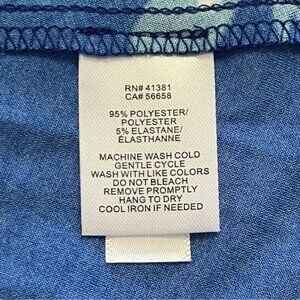 RN# 41381
CA# 56658
95% POLYESTER/
POLYESTER
5% ELASTANE/
ÉLASTHANNE
MACHINE WASH COLD
GENTLE CYCLE
WASH WITH LIKE COLORS
DO NOT BLEACH
REMOVE PROMPTLY
HANG TO DRY
COOL IRON IF NEEDED